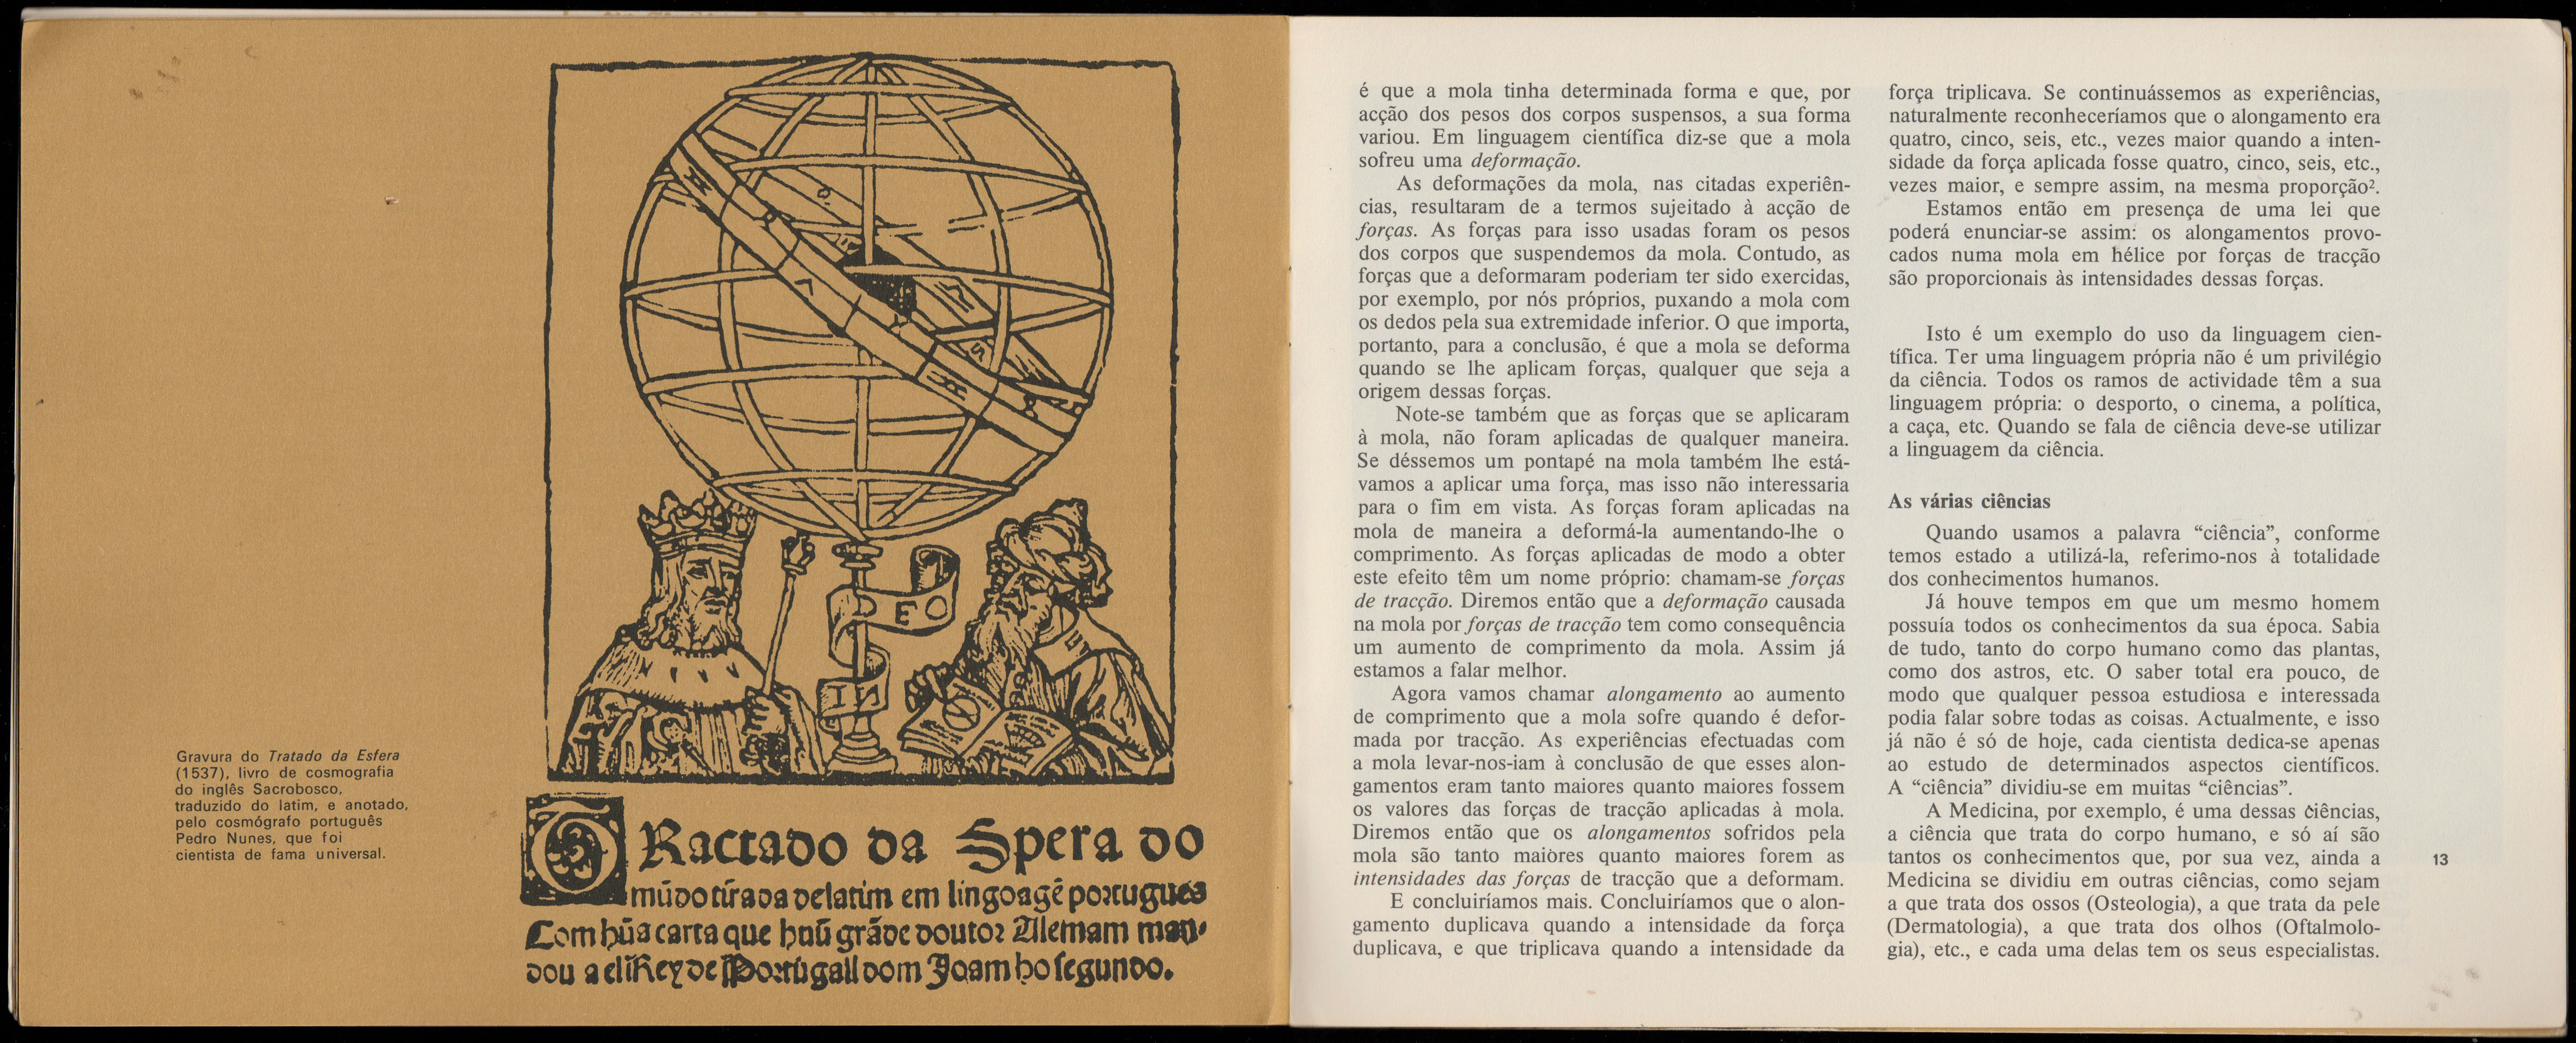 DEO
IN
Gravura do Tratado da Esfera
(1537), livro de cosmografia
do inglês Sacrobosco,
traduzido do latim, e anotado,
pelo cosmógrafo português
Pedro Nunes, que foi
cientista de fama universal.
TRactado da Spera do
mũdo tirada de latim em lingoagẽ portugues
Com hũa carta que huũ grãde doutor Alemam man-
dou a el Rey de Portugall dom Joam ho segundo.
é que a mola tinha determinada forma e que, por
acção dos pesos dos corpos suspensos, a sua forma
variou. Em linguagem científica diz-se que a mola
sofreu uma deformação.
As deformações da mola, nas citadas experiên-
cias, resultaram de a termos sujeitado à acção de
forças. As forças para isso usadas foram os pesos
dos corpos que suspendemos da mola. Contudo, as
forças que a deformaram poderiam ter sido exercidas,
por exemplo, por nós próprios, puxando a mola com
os dedos pela sua extremidade inferior. O que importa,
portanto, para a conclusão, é que a mola se deforma
quando se lhe aplicam forças, qualquer que seja a
origem dessas forças.
Note-se também que as forças que se aplicaram
à mola, não foram aplicadas de qualquer maneira.
Se déssemos um pontapé na mola também lhe está-
vamos a aplicar uma força, mas isso não interessaria
para o fim em vista. As forças foram aplicadas na
mola de maneira a deformá-la aumentando-lhe o
comprimento. As forças aplicadas de modo a obter
este efeito têm um nome próprio: chamam-se forças
de tracção. Diremos então que a deformação causada
na mola por forças de tracção tem como consequência
um aumento de comprimento da mola. Assim já
estamos a falar melhor.
Agora vamos chamar alongamento ao aumento
de comprimento que a mola sofre quando é defor-
mada por tracção. As experiências efectuadas com
a mola levar-nos-iam à conclusão de que esses alon-
gamentos eram tanto maiores quanto maiores fossem
os valores das forças de tracção aplicadas à mola.
Diremos então que os alongamentos sofridos pela
mola são tanto maiores quanto maiores forem as
intensidades das forças de tracção que a deformam.
E concluiríamos mais. Concluiríamos que o alon-
gamento duplicava quando a intensidade da força
duplicava, e que triplicava quando a intensidade da
força triplicava. Se continuássemos as experiências,
naturalmente reconheceríamos que o alongamento era
quatro, cinco, seis, etc., vezes maior quando a inten-
sidade da força aplicada fosse quatro, cinco, seis, etc.,
vezes maior, e sempre assim, na mesma proporção².
Estamos então em presença de uma lei que
poderá enunciar-se assim: os alongamentos provo-
cados numa mola em hélice por forças de tracção
são proporcionais às intensidades dessas forças.
Isto é um exemplo do uso da linguagem cien-
tífica. Ter uma linguagem própria não é um privilégio
da ciência. Todos os ramos de actividade têm a sua
linguagem própria: o desporto, o cinema, a política,
a caça, etc. Quando se fala de ciência deve-se utilizar
a linguagem da ciência.
As várias ciências
Quando usamos a palavra “ciência”, conforme
temos estado a utilizá-la, referimo-nos à totalidade
dos conhecimentos humanos.
Já houve tempos em que um mesmo homem
possuía todos os conhecimentos da sua época. Sabia
de tudo, tanto do corpo humano como das plantas,
como dos astros, etc. O saber total era pouco, de
modo que qualquer pessoa estudiosa e interessada
podia falar sobre todas as coisas. Actualmente, e isso
já não é só de hoje, cada cientista dedica-se apenas
ao estudo de determinados aspectos científicos.
A “ciência” dividiu-se em muitas “ciências”.
A Medicina, por exemplo, é uma dessas ciências,
a ciência que trata do corpo humano, e só aí são
tantos os conhecimentos que, por sua vez, ainda a
Medicina se dividiu em outras ciências, como sejam
a que trata dos ossos (Osteologia), a que trata da pele
(Dermatologia), a que trata dos olhos (Oftalmolo-
gia), etc., e cada uma delas tem os seus especialistas.
13